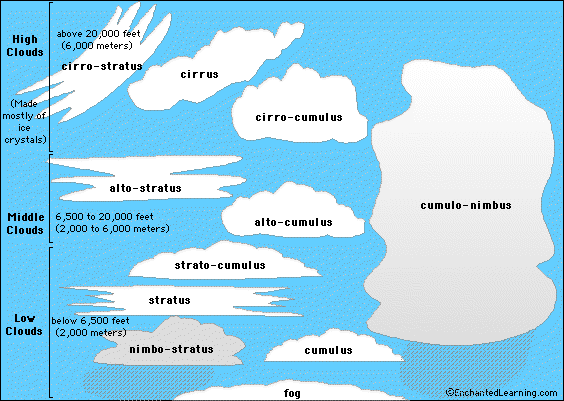 High
Clouds
above 20,000 feet
(6,000 meters)
cirro-stratus
cirrus
(Made
mostly of
ice
crystals)
cirro-cumulus
alto-stratus
cumulo-nimbus
Middle
Clouds
6,500 to 20,000 feet
(2,000 to 6,000 meters)
alto-cumulus
strato-cumulus
stratus
Low
Clouds
below 6,500 feet
(2,000 meters)
nimbo-stratus
cumulus
fog
©EnchantedLearning.com